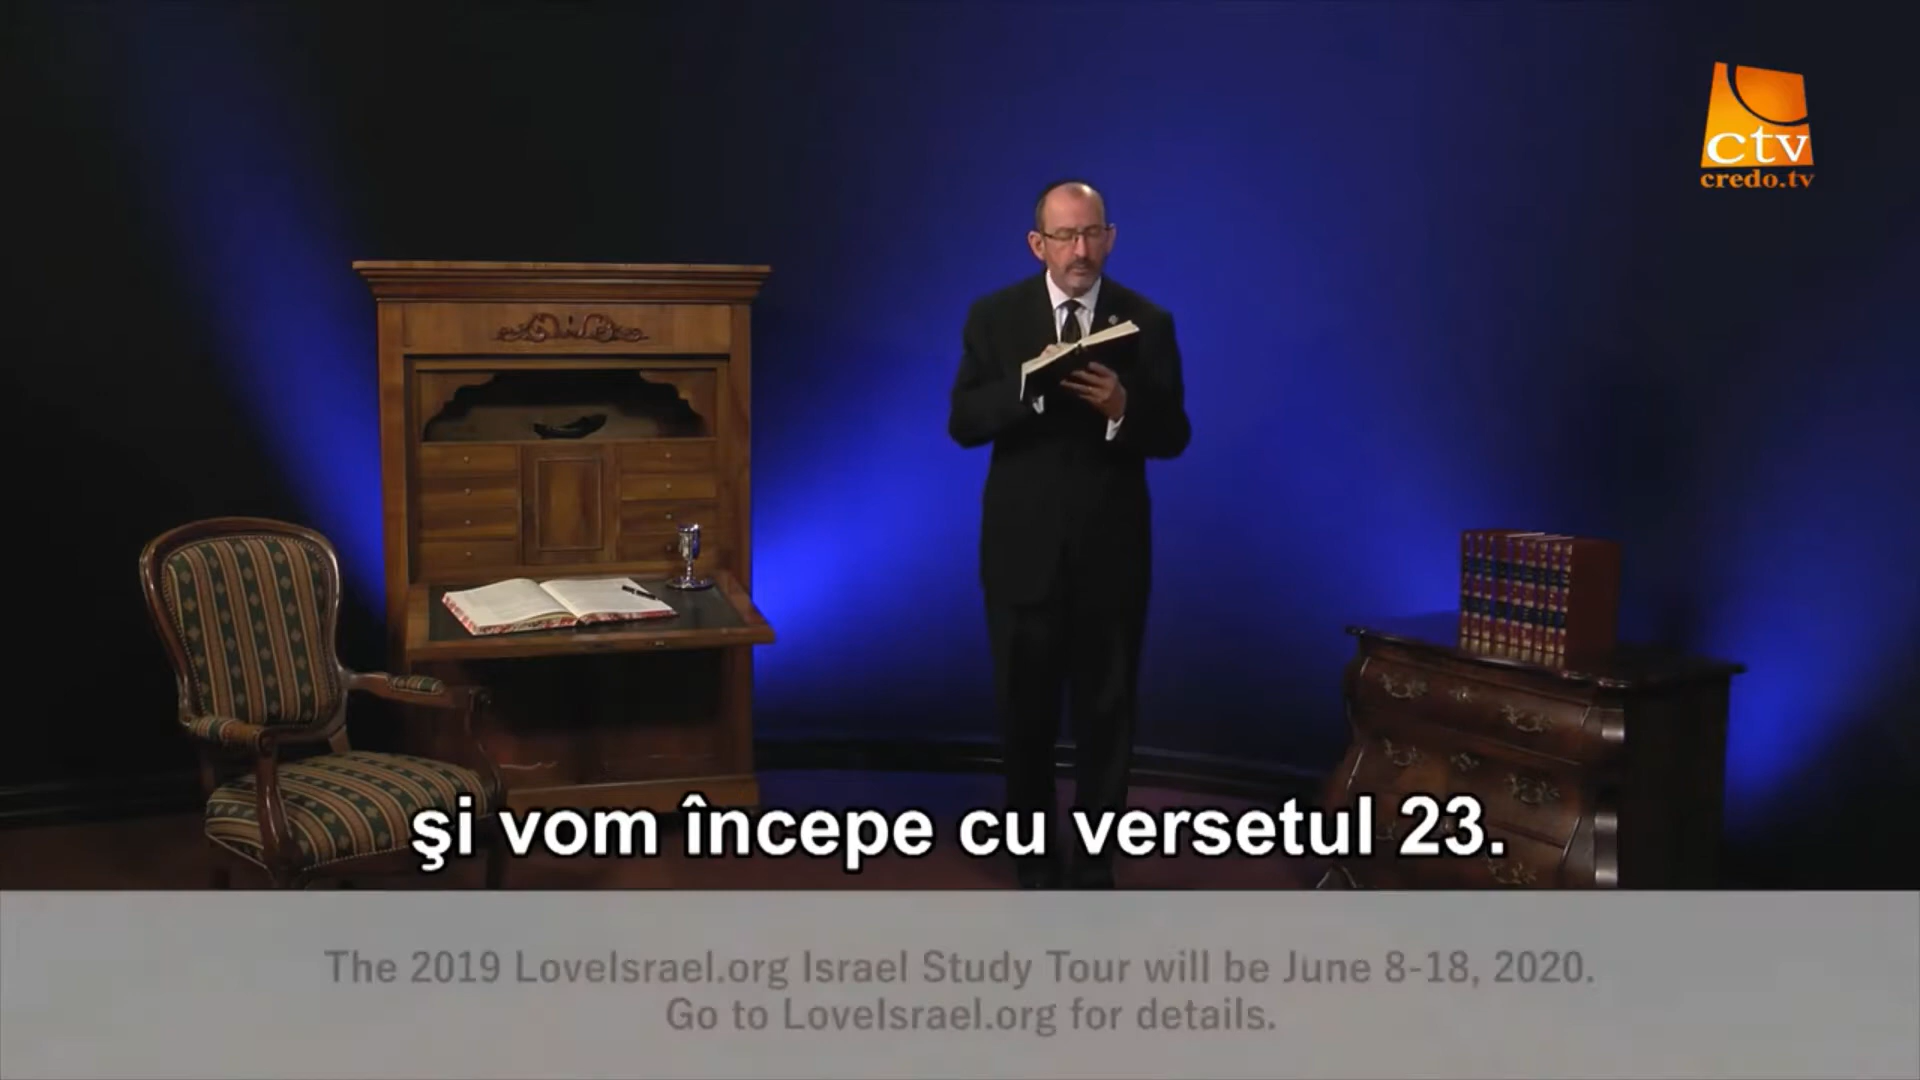 ctv
credo.tv
şi vom începe cu versetul 23.
The 2019 LoveIsrael.org Israel Study Tour will be June 8-18, 2020.
Go to LoveIsrael.org for details.